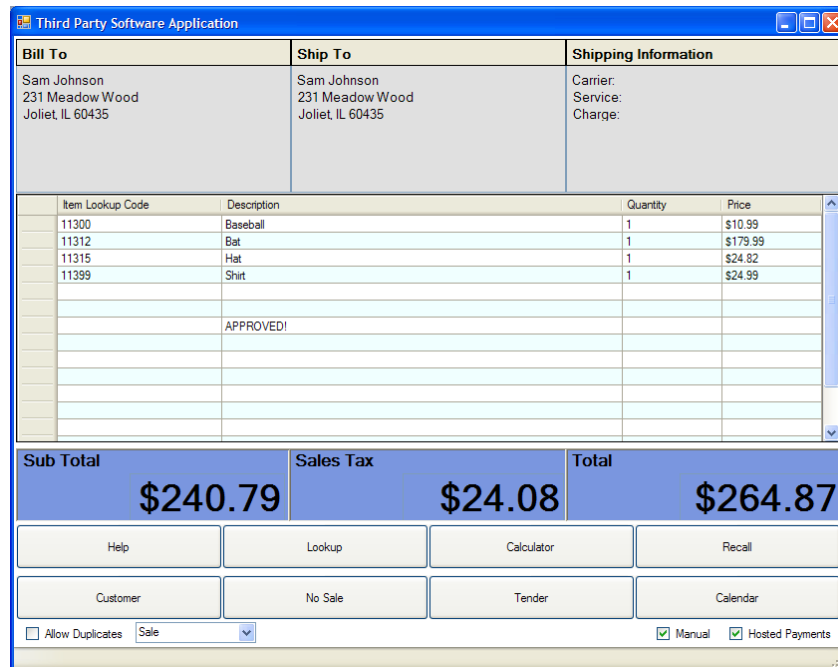 Third Party Software Application
Bill To Ship To Shipping Information
Sam Johnson
231 Meadow Wood
Joliet, IL 60435
Sam Johnson
231 Meadow Wood
Joliet, IL 60435
Carrier:
Service:
Charge:
Item Lookup Code Description Quantity Price
11300 Baseball 1 $10.99
11312 Bat 1 $179.99
11315 Hat 1 $24.82
11399 Shirt 1 $24.99
APPROVED!
Sub Total Sales Tax Total
$240.79 $24.08 $264.87
Help Lookup Calculator Recall
Customer No Sale Tender Calendar
Allow Duplicates Sale Manual Hosted Payments